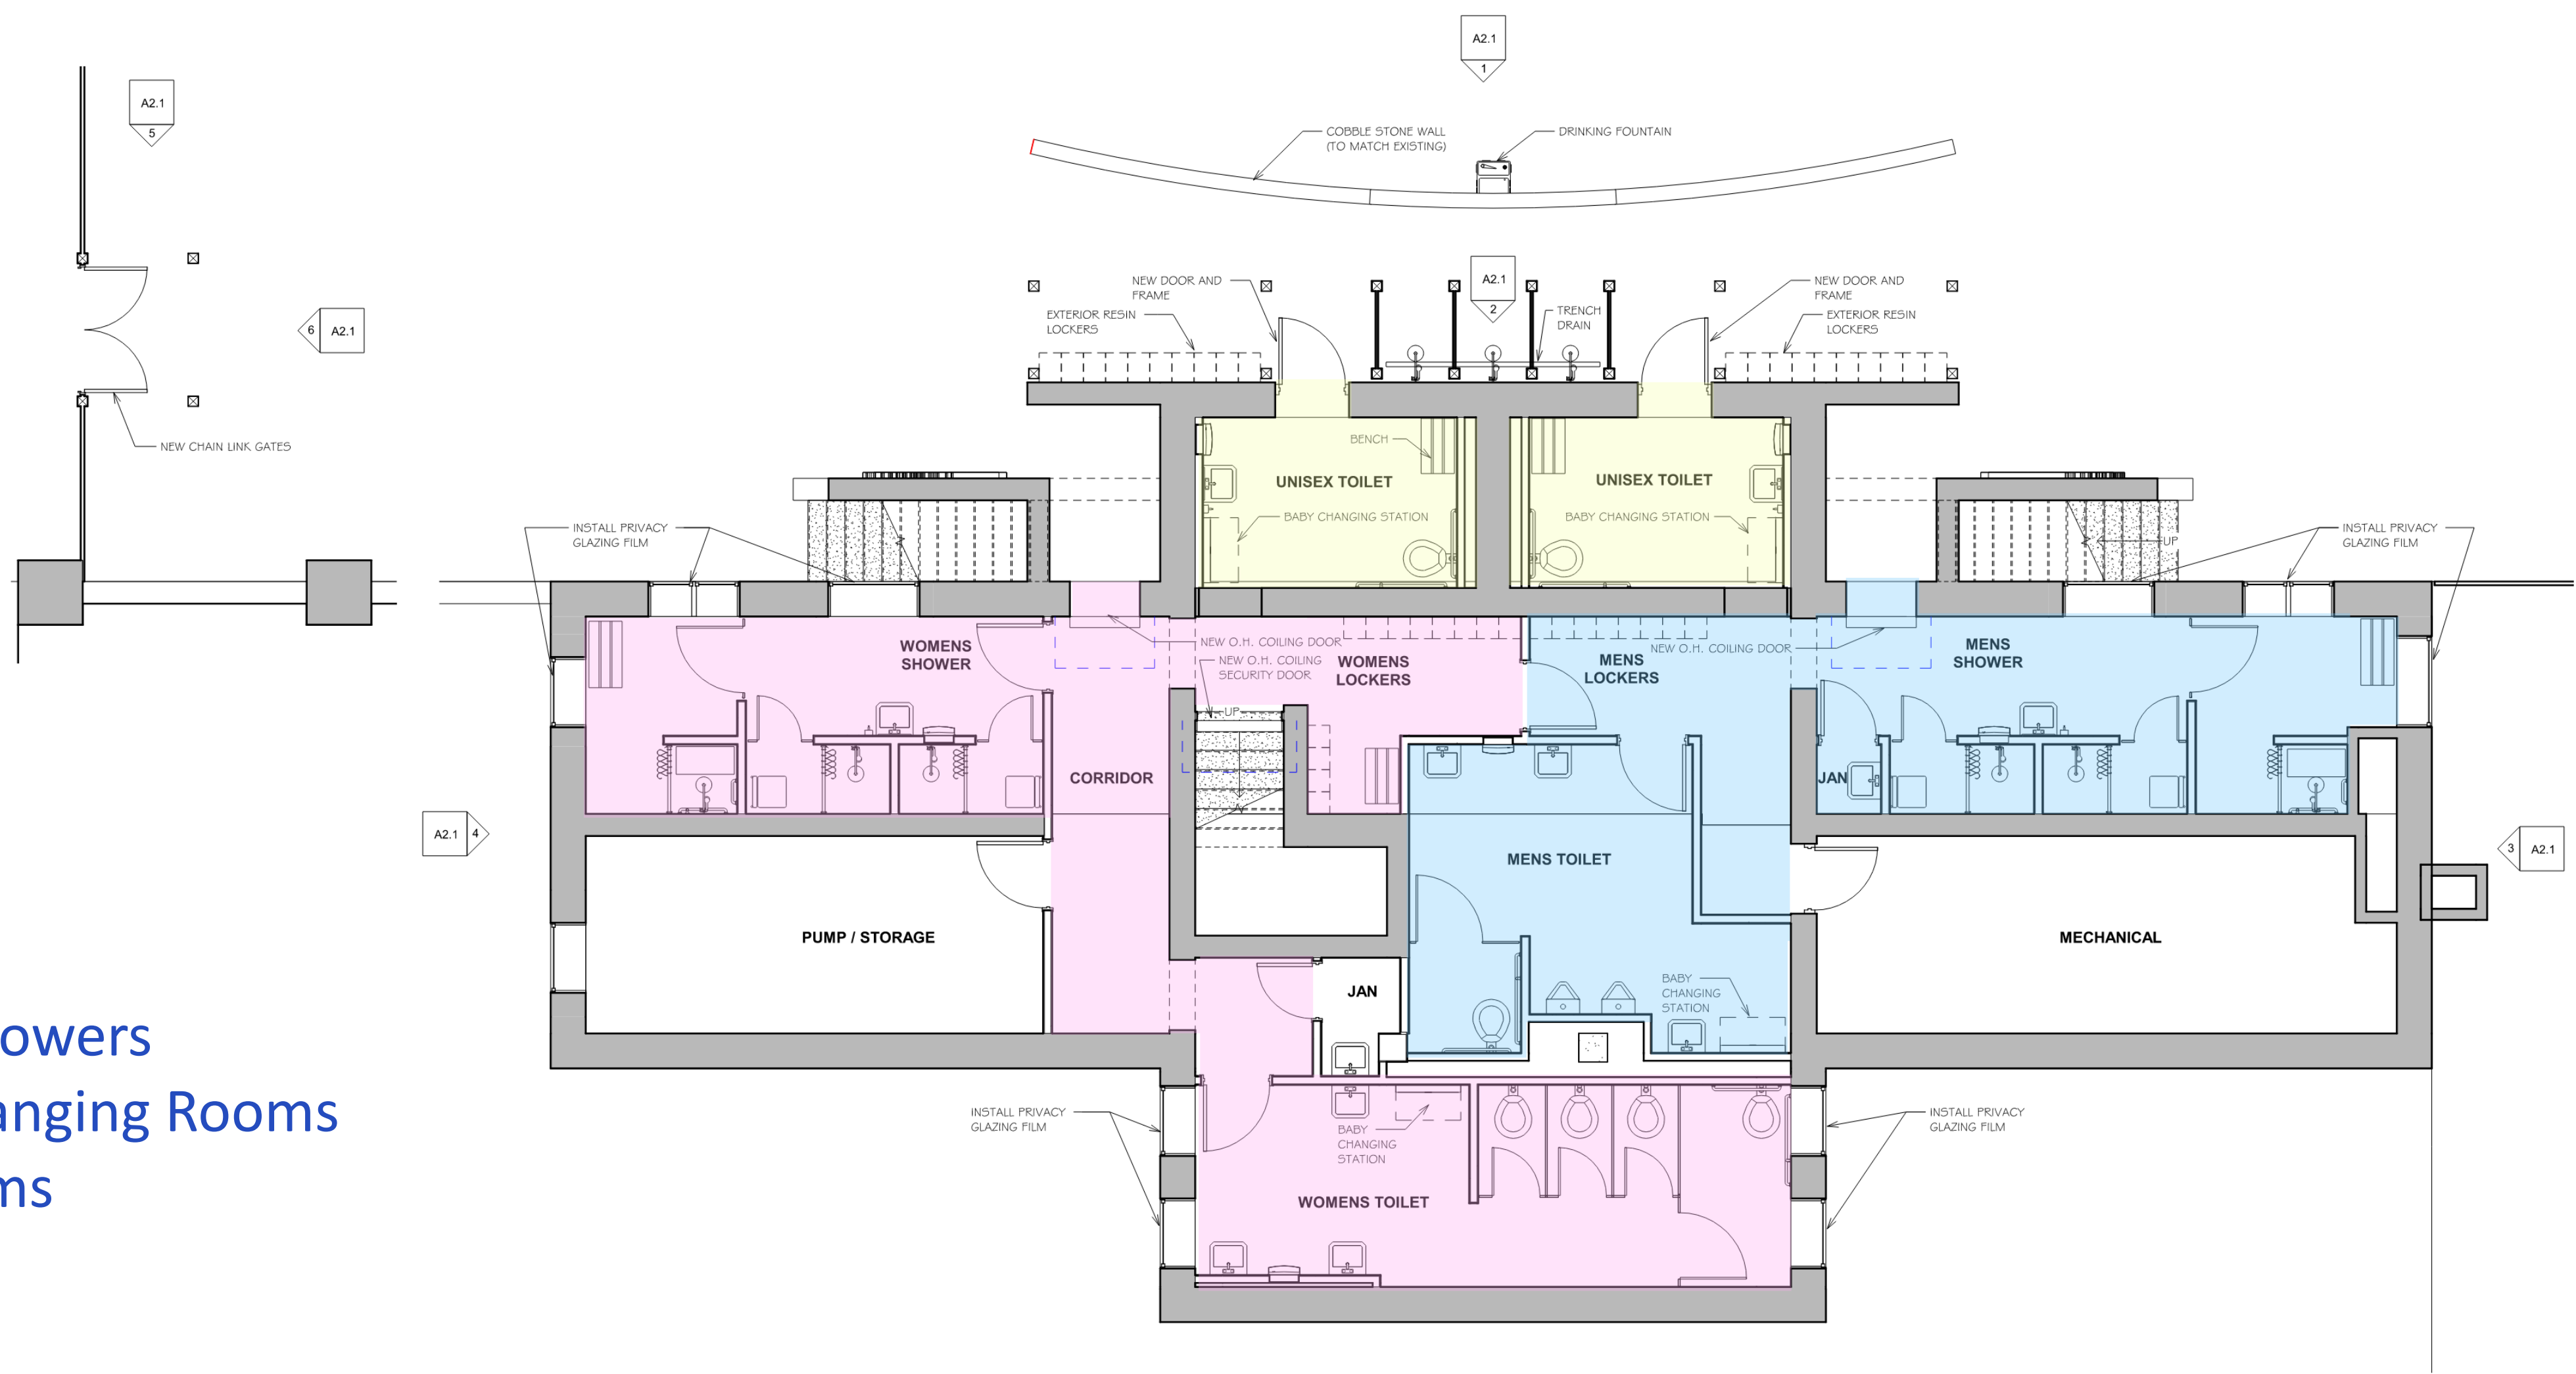 A2.1
1
A2.1
5
COBBLE STONE WALL
(TO MATCH EXISTING)
DRINKING FOUNTAIN
NEW DOOR AND
FRAME
A2.1
2
NEW DOOR AND
FRAME
EXTERIOR RESIN
LOCKERS
TRENCH
DRAIN
EXTERIOR RESIN
LOCKERS
6
A2.1
NEW CHAIN LINK GATES
BENCH
UNISEX TOILET
UNISEX TOILET
BABY CHANGING STATION
BABY CHANGING STATION
INSTALL PRIVACY
GLAZING FILM
INSTALL PRIVACY
GLAZING FILM
UP
WOMENS
SHOWER
NEW O.H. COILING DOOR
NEW O.H. COILING
SECURITY DOOR
WOMENS
LOCKERS
MENS
LOCKERS
NEW O.H. COILING DOOR
MENS
SHOWER
UP
CORRIDOR
JAN
A2.1
4
MENS TOILET
3
A2.1
PUMP / STORAGE
MECHANICAL
JAN
BABY
CHANGING
STATION
owers
anging Rooms
ms
INSTALL PRIVACY
GLAZING FILM
BABY
CHANGING
STATION
INSTALL PRIVACY
GLAZING FILM
WOMENS TOILET